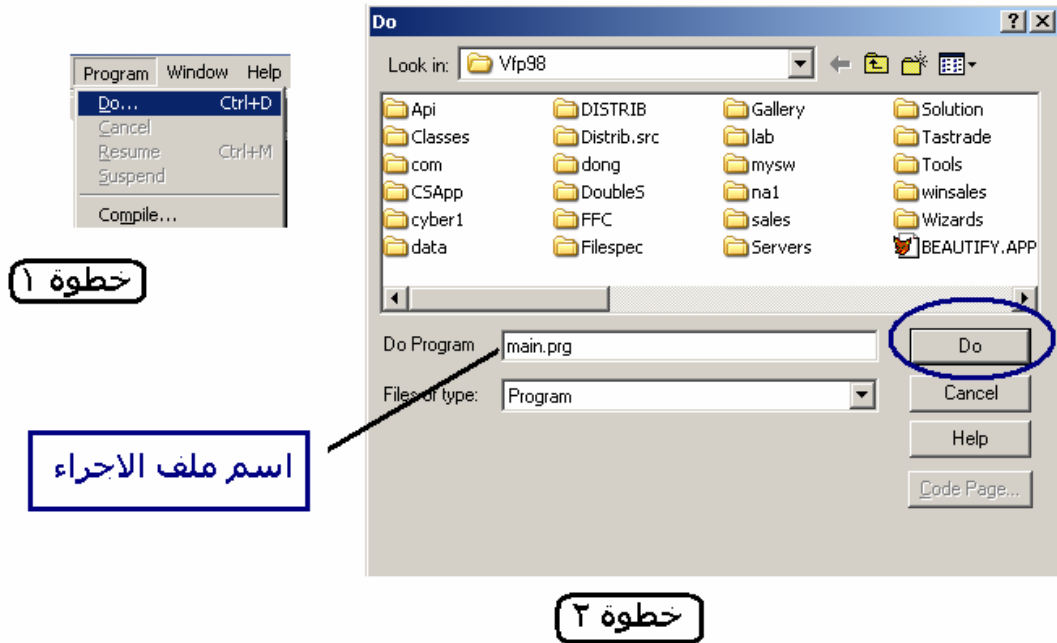 Program Window Help
Do... Ctrl+D
Cancel
Resume Ctrl+M
Suspend
Compile...
خطوة ١
Do
Look in: Vfp98
Api DISTRIB Gallery Solution
Classes Distrib.src lab Tastrade
com dong mysw Tools
CSApp DoubleS na1 winsales
cyber1 FFC sales Wizards
data Filespec Servers BEAUTIFY.APP
Do Program main.prg Do
Files of type: Program Cancel
Help
Code Page...
اسم ملف الاجراء
خطوة ٢